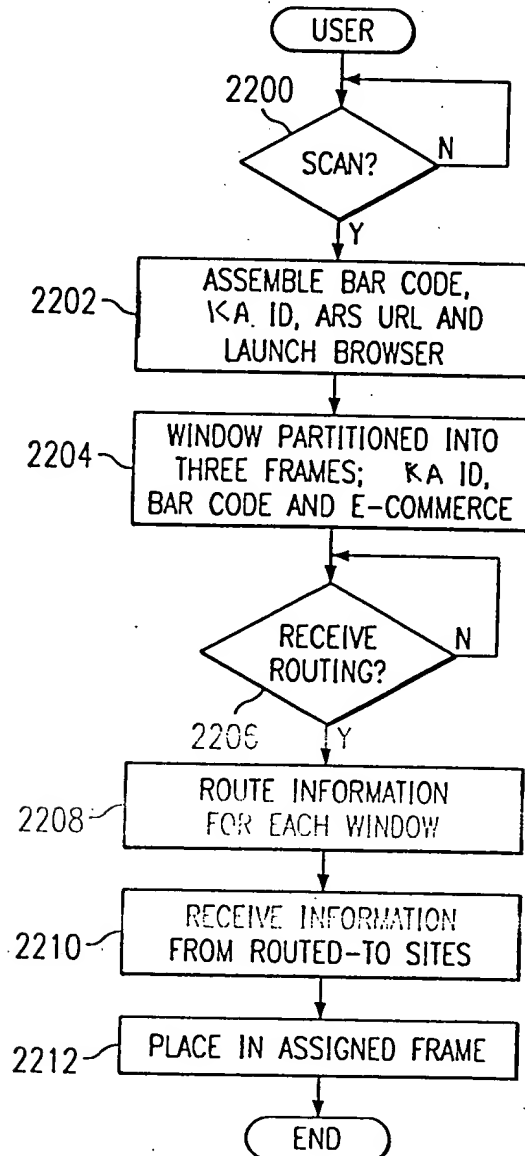 USER
2200
SCAN?
N
Y
2202
ASSEMBLE BAR CODE,
KA. ID, ARS URL AND
LAUNCH BROWSER
2204
WINDOW PARTITIONED INTO
THREE FRAMES; KA ID,
BAR CODE AND E-COMMERCE
RECEIVE
ROUTING?
N
2206
Y
2208
ROUTE INFORMATION
FOR EACH WINDOW
2210
RECEIVE INFORMATION
FROM ROUTED-TO SITES
2212
PLACE IN ASSIGNED FRAME
END